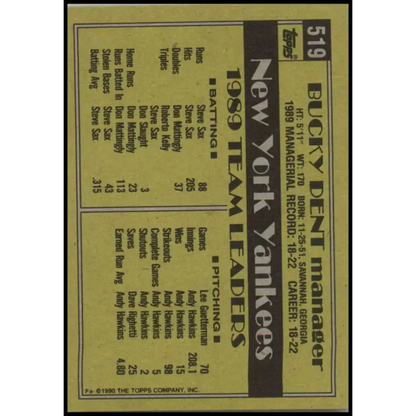 519
Topps
BUCKY DENT manager
HT: 5'11" WT: 170 BORN: 11-25-51, SAVANNAH, GEORGIA
1989 MANAGERIAL RECORD: 18-22 CAREER: 18-22
New York Yankees
1989 TEAM LEADERS
■ BATTING ■
Runs Steve Sax 88
Hits Steve Sax 205
Doubles Don Mattingly 37
Triples Roberto Kelly
Steve Sax
Don Slaught 3
Home Runs Don Mattingly 23
Runs Batted In Don Mattingly 113
Stolen Bases Steve Sax 43
Batting Avg Steve Sax .315
■ PITCHING ■
Games Lee Guetterman 70
Innings Andy Hawkins 208.1
Wins Andy Hawkins 15
Strikeouts Andy Hawkins 98
Complete Games Andy Hawkins 5
Shutouts Andy Hawkins 2
Saves Dave Righetti 25
Earned Run Avg Andy Hawkins 4.80
©1990 THE TOPPS COMPANY, INC.